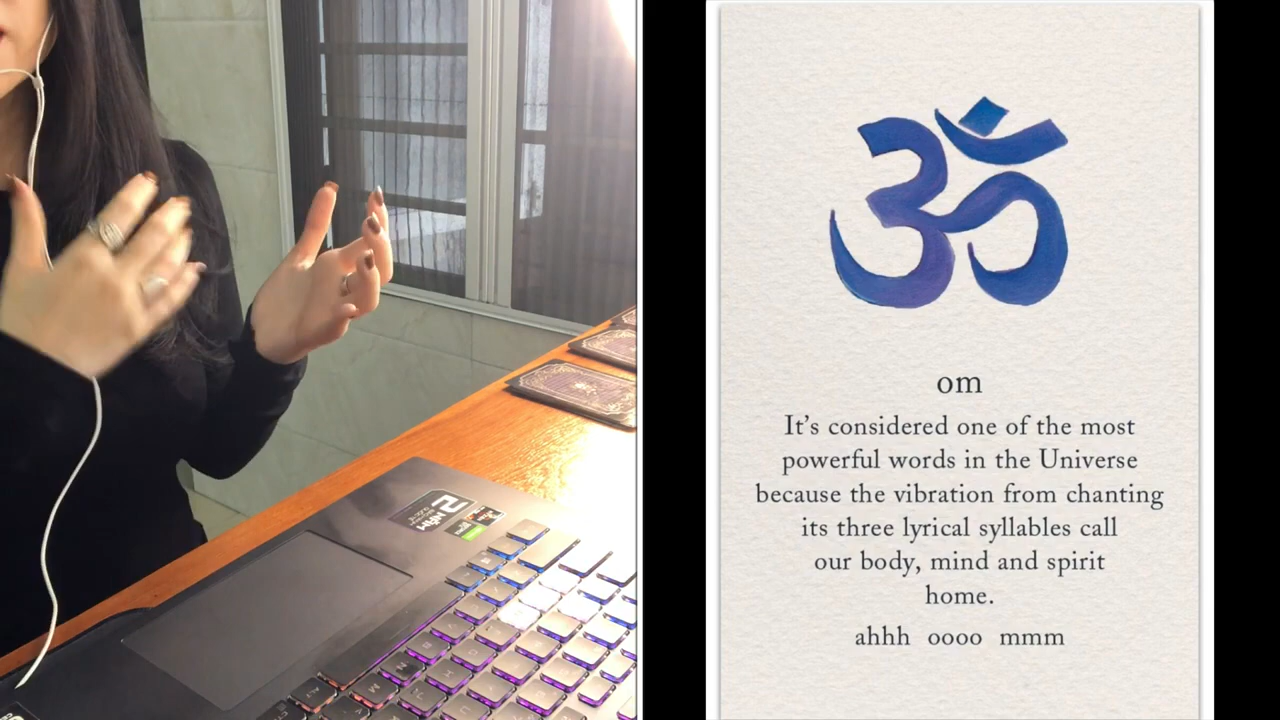 ॐ
om
It's considered one of the most
powerful words in the Universe
because the vibration from chanting
its three lyrical syllables call
our body, mind and spirit
home.
ahhh oooo mmm